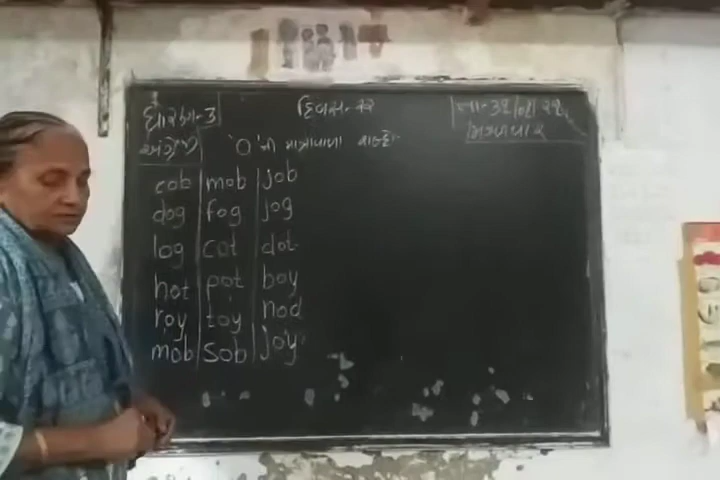 ધોરણ-3 દિવસ-૨૨
અંગ્રેજી 'O'ની માત્રાવાળા શબ્દો
મંગળવાર
cob mob job
dog fog jog
log cot dot
hot pot boy
roy toy nod
mob sob joy